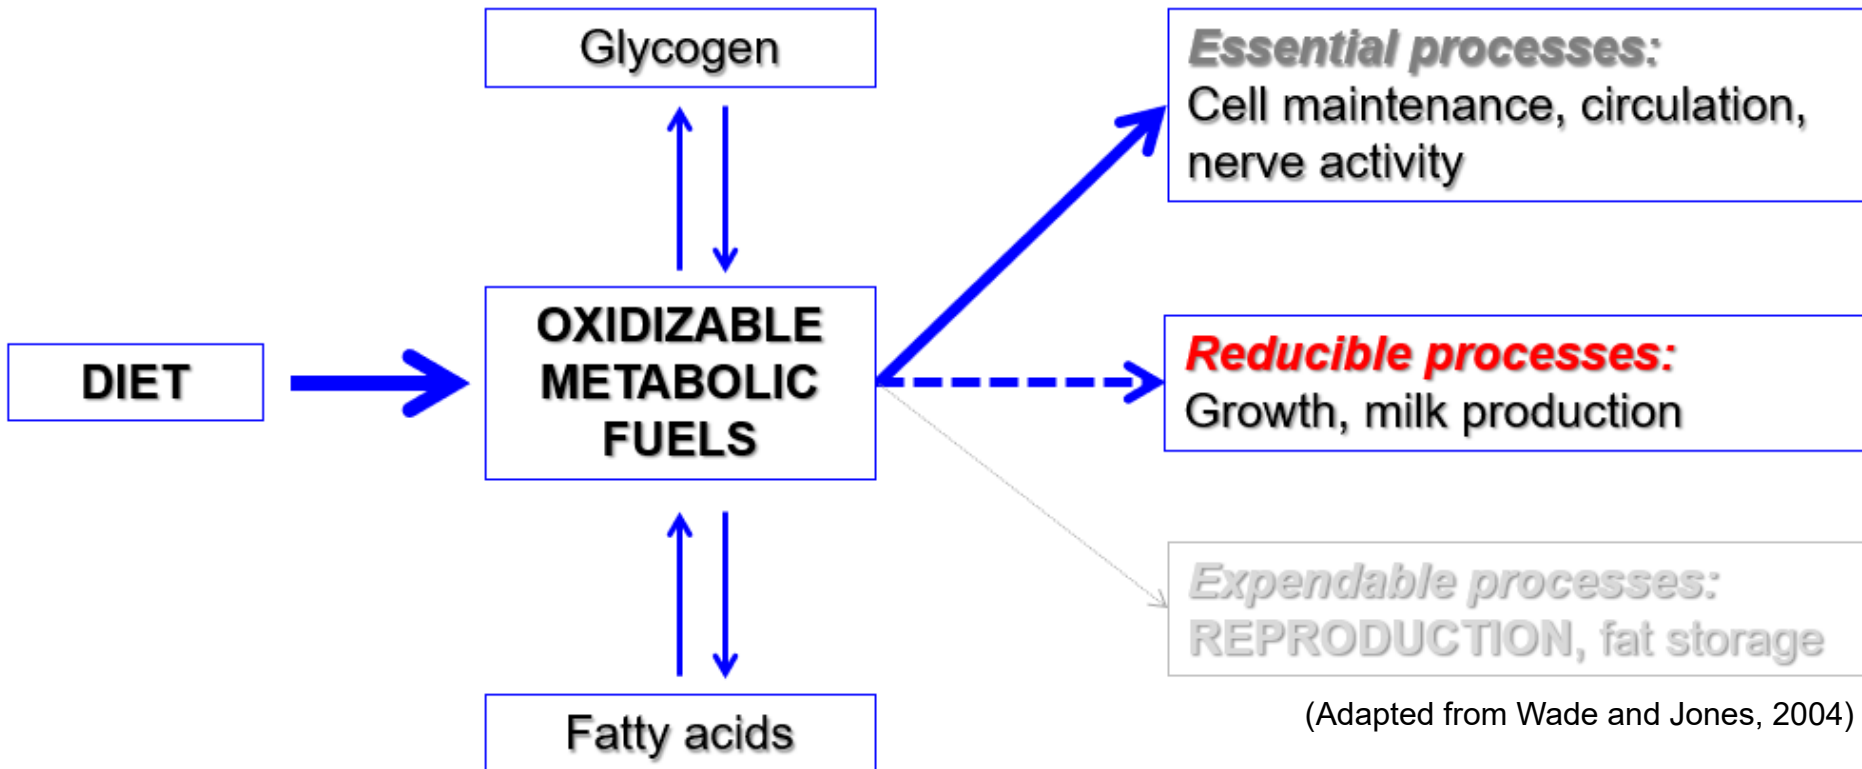 Glycogen
Essential processes:
Cell maintenance, circulation,
nerve activity
DIET
OXIDIZABLE
METABOLIC
FUELS
Reducible processes:
Growth, milk production
Expendable processes:
REPRODUCTION, fat storage
Fatty acids
(Adapted from Wade and Jones, 2004)